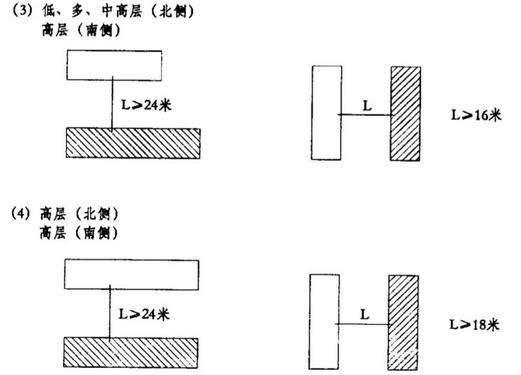 (3) 低、多、中高层 (北侧)
高层 (南侧)
L≥24米
L
L≥16米
(4) 高层 (北侧)
高层 (南侧)
L≥24米
L
L≥18米